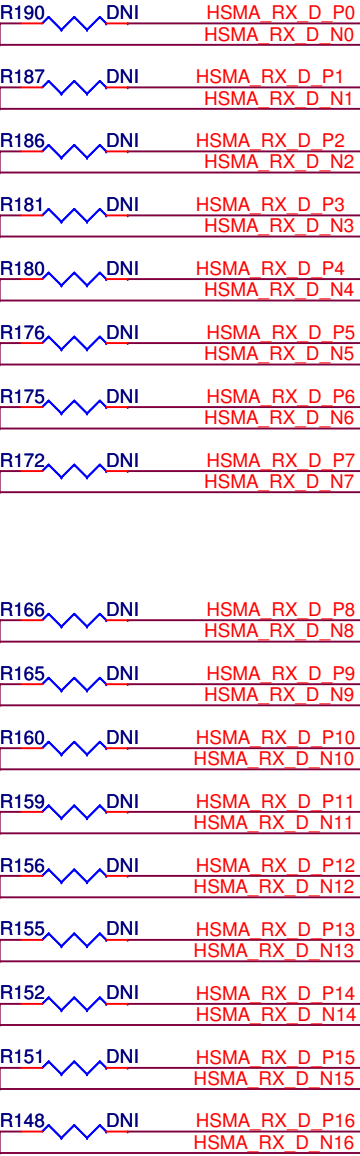 R190 DNI HSMA_RX_D_P0
HSMA_RX_D_N0
R187 DNI HSMA_RX_D_P1
HSMA_RX_D_N1
R186 DNI HSMA_RX_D_P2
HSMA_RX_D_N2
R181 DNI HSMA_RX_D_P3
HSMA_RX_D_N3
R180 DNI HSMA_RX_D_P4
HSMA_RX_D_N4
R176 DNI HSMA_RX_D_P5
HSMA_RX_D_N5
R175 DNI HSMA_RX_D_P6
HSMA_RX_D_N6
R172 DNI HSMA_RX_D_P7
HSMA_RX_D_N7
R166 DNI HSMA_RX_D_P8
HSMA_RX_D_N8
R165 DNI HSMA_RX_D_P9
HSMA_RX_D_N9
R160 DNI HSMA_RX_D_P10
HSMA_RX_D_N10
R159 DNI HSMA_RX_D_P11
HSMA_RX_D_N11
R156 DNI HSMA_RX_D_P12
HSMA_RX_D_N12
R155 DNI HSMA_RX_D_P13
HSMA_RX_D_N13
R152 DNI HSMA_RX_D_P14
HSMA_RX_D_N14
R151 DNI HSMA_RX_D_P15
HSMA_RX_D_N15
R148 DNI HSMA_RX_D_P16
HSMA_RX_D_N16